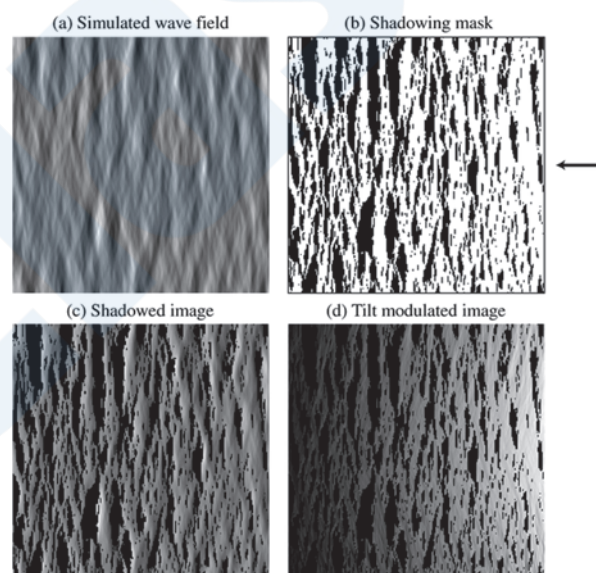 (a) Simulated wave field
(b) Shadowing mask
(c) Shadowed image
(d) Tilt modulated image